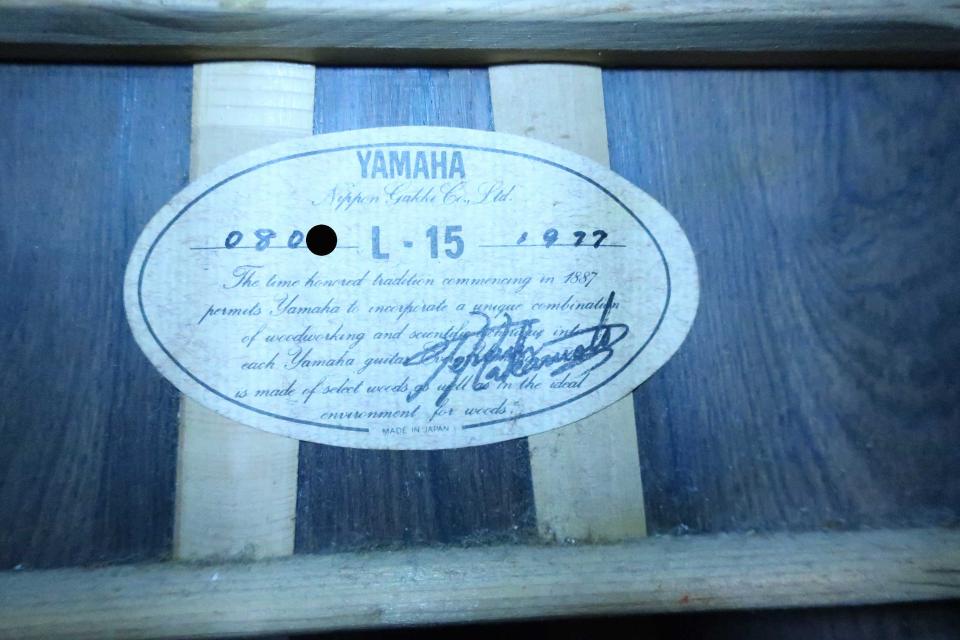 YAMAHA
Nippon Gakki Co., Ltd.
080 L-15 1977
The time honored tradition commencing in 1887
permits Yamaha to incorporate a unique combination
of woodworking and scientific
each Yamaha guitar
is made of select woods as well as in the ideal
environment for woods.
MADE IN JAPAN